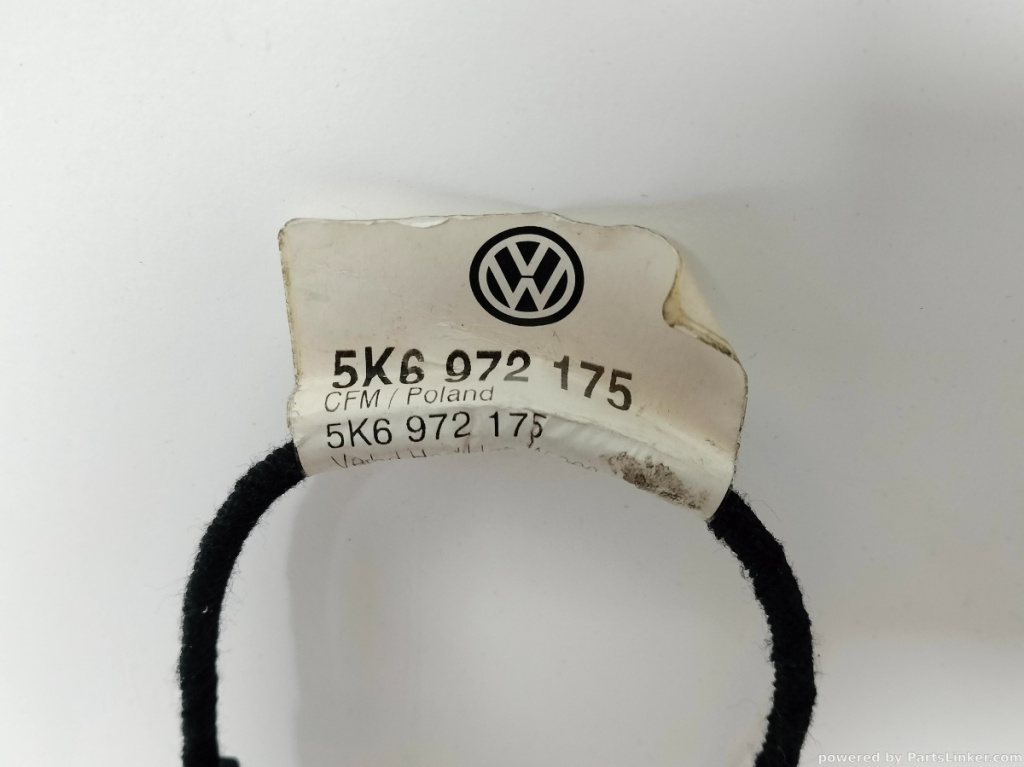 5K6 972 175
CFM / Poland
5K6 972 175
powered by PartsLinker.com